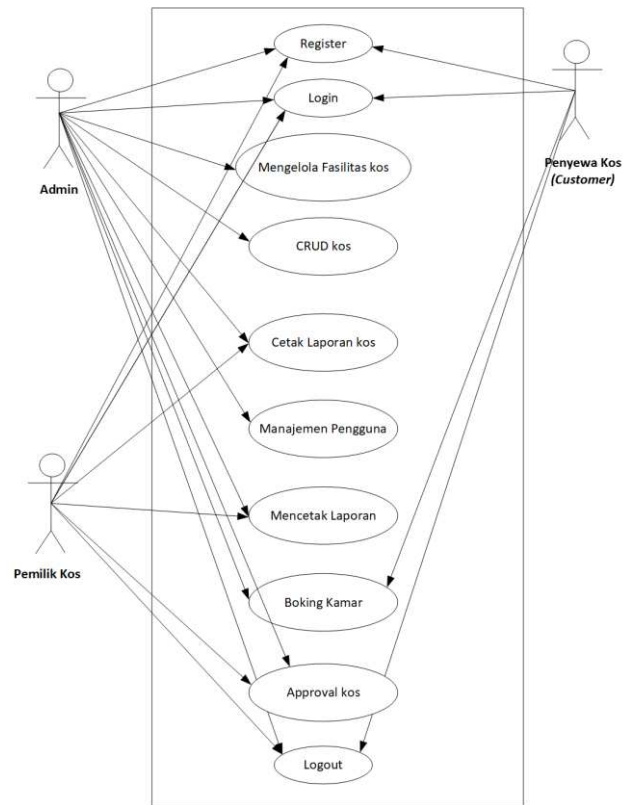 Register
Login
Admin
Penyewa Kos
(Customer)
Mengelola Fasilitas kos
CRUD kos
Cetak Laporan kos
Manajemen Pengguna
Mencetak Laporan
Pemilik Kos
Boking Kamar
Approval kos
Logout